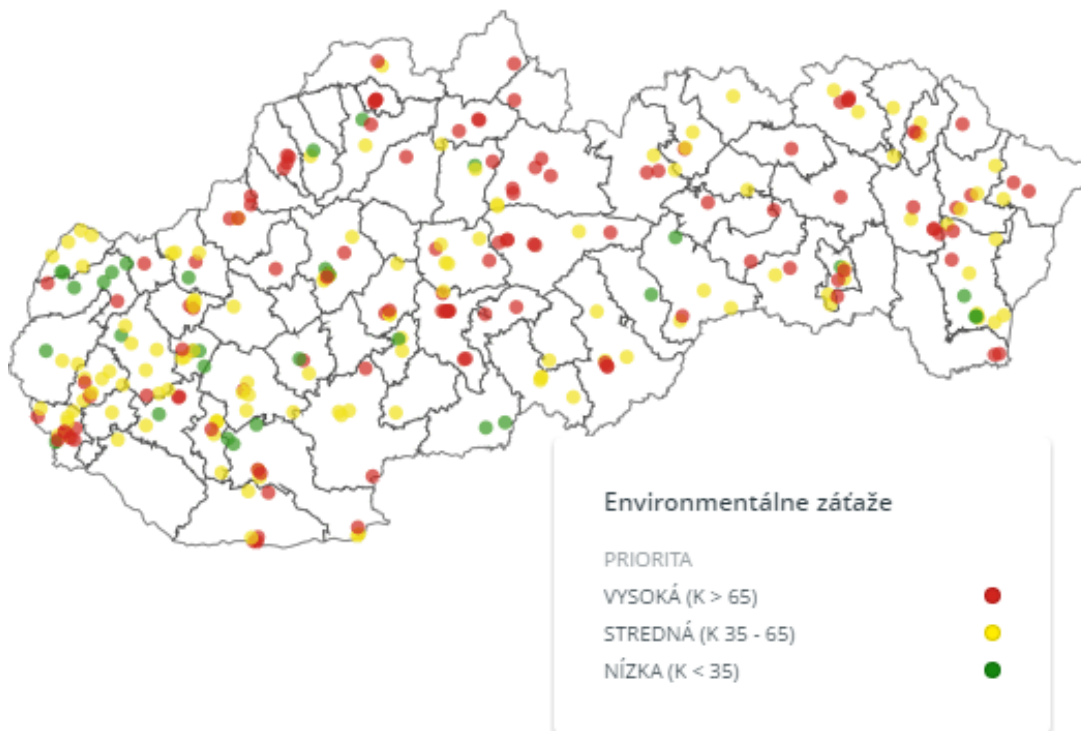 Environmentálne záťaže
PRIORITA
VYSOKÁ (K > 65)
STREDNÁ (K 35 - 65)
NÍZKA (K < 35)